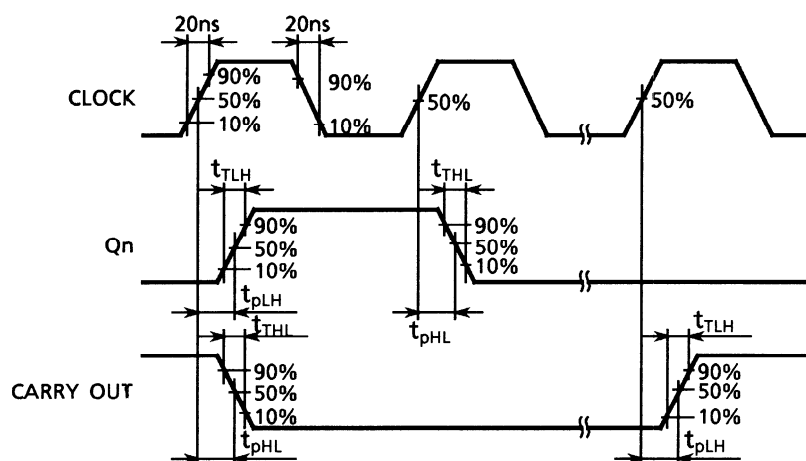 20ns 20ns
90% 90%
CLOCK 50% 50% 50%
10% 10%
tTLH tTHL
90% 90%
Qn 50% 50%
10% 10%
tpLH tpHL
tTHL tTLH
90% 90%
CARRY OUT 50% 50%
10% 10%
tpHL tpLH